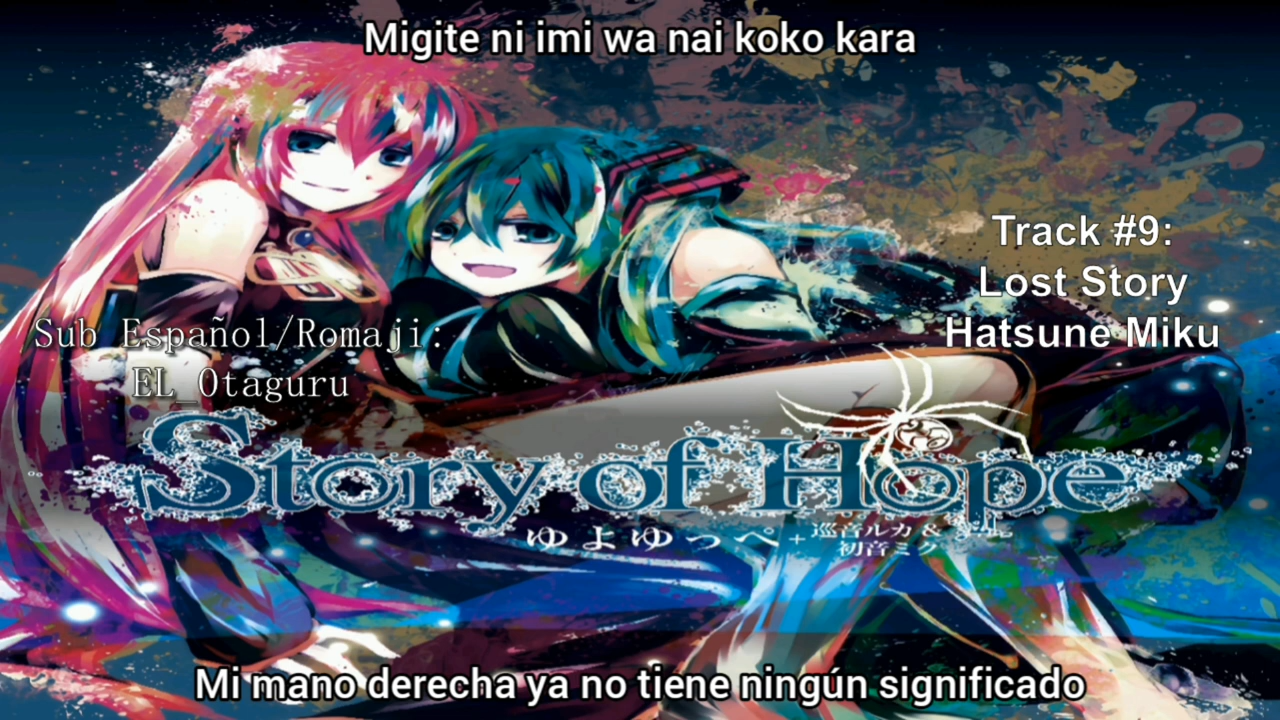 Migite ni imi wa nai koko kara
Track #9:
Lost Story
Hatsune Miku
Sub Español/Romaji:
EL_Otaguru
Story of Hope
ゆよゆっぺ+巡音ルカ &
初音ミク
Mi mano derecha ya no tiene ningún significado